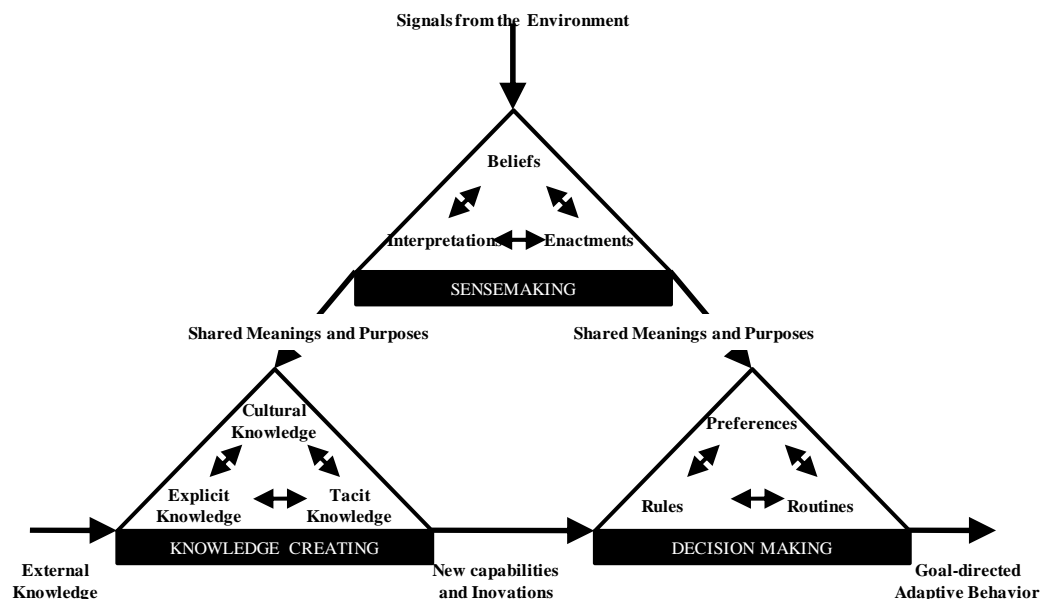 Signals from the Environment
Beliefs
Interpretations Enactments
SENSEMAKING
Shared Meanings and Purposes Shared Meanings and Purposes
Cultural
Knowledge
Preferences
Explicit
Knowledge
Tacit
Knowledge
Rules Routines
KNOWLEDGE CREATING DECISION MAKING
External
Knowledge
New capabilities
and Inovations
Goal-directed
Adaptive Behavior